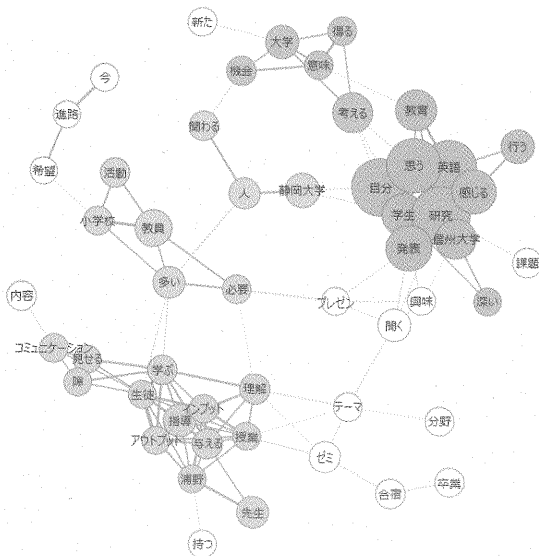 新た
大学
得る
機会
意味
今
進路
関わる
考える
教育
希望
活動
思う
英語
行う
人
静岡大学
自分
感じる
小学校
教員
学生
研究
発表
信州大学
課題
多い
必要
内容
プレゼン
興味
深い
聞く
コミュニケーション
見せる
際
学ぶ
生徒
理解
インプット
指導
テーマ
分野
アウトプット
与える
授業
ゼミ
浦野
合宿
卒業
先生
持つ